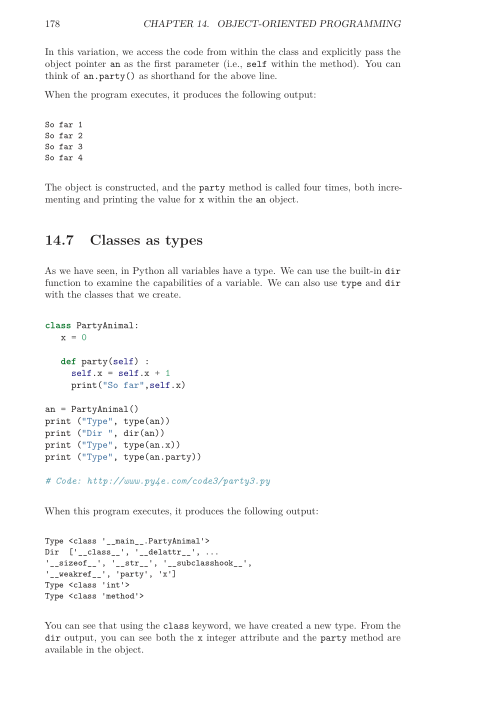 178 CHAPTER 14. OBJECT-ORIENTED PROGRAMMING
In this variation, we access the code from within the class and explicitly pass the
object pointer an as the first parameter (i.e., self within the method). You can
think of an.party() as shorthand for the above line.
When the program executes, it produces the following output:
So far 1
So far 2
So far 3
So far 4
The object is constructed, and the party method is called four times, both incre-
menting and printing the value for x within the an object.
14.7 Classes as types
As we have seen, in Python all variables have a type. We can use the built-in dir
function to examine the capabilities of a variable. We can also use type and dir
with the classes that we create.
class PartyAnimal:
   x = 0
   def party(self) :
     self.x = self.x + 1
     print("So far",self.x)
an = PartyAnimal()
print ("Type", type(an))
print ("Dir ", dir(an))
print ("Type", type(an.x))
print ("Type", type(an.party))
# Code: http://www.py4e.com/code3/party3.py
When this program executes, it produces the following output:
Type <class '__main__.PartyAnimal'>
Dir  ['__class__', '__delattr__', ...
'__sizeof__', '__str__', '__subclasshook__',
'__weakref__', 'party', 'x']
Type <class 'int'>
Type <class 'method'>
You can see that using the class keyword, we have created a new type. From the
dir output, you can see both the x integer attribute and the party method are
available in the object.